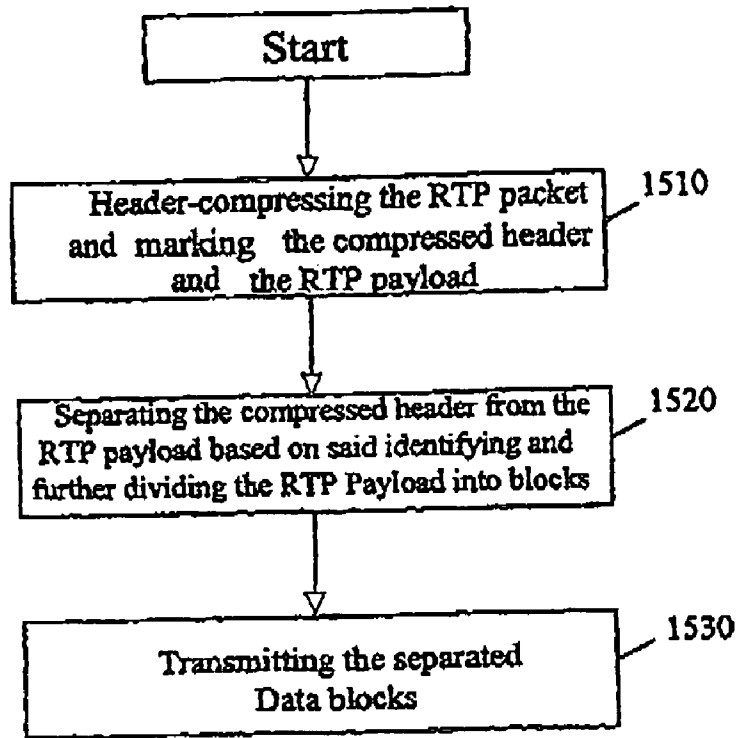 Start
Header-compressing the RTP packet
and marking the compressed header
and the RTP payload
1510
Separating the compressed header from the
RTP payload based on said identifying and
further dividing the RTP Payload into blocks
1520
Transmitting the separated
Data blocks
1530